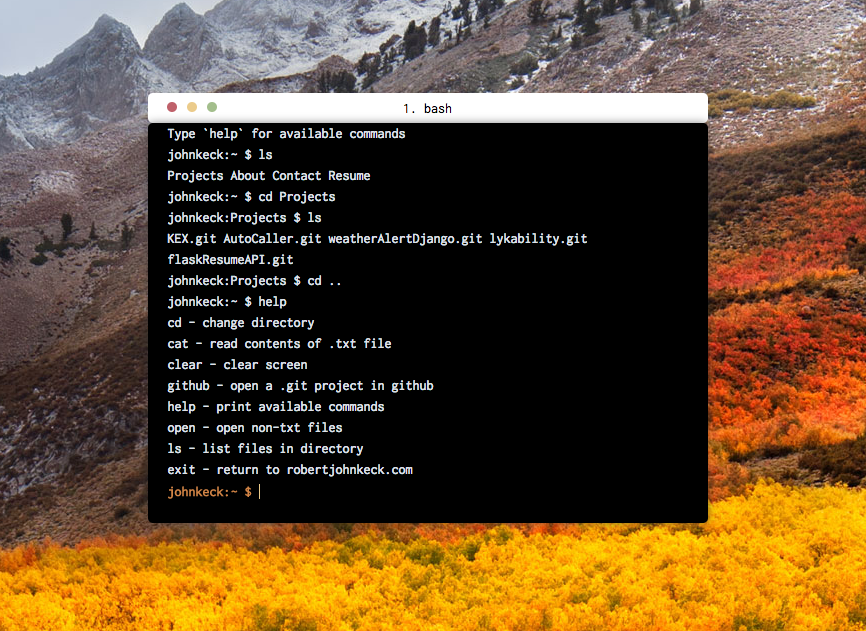 1. bash
Type `help` for available commands
johnkeck:~ $ ls
Projects About Contact Resume
johnkeck:~ $ cd Projects
johnkeck:Projects $ ls
KEX.git AutoCaller.git weatherAlertDjango.git lykability.git
flaskResumeAPI.git
johnkeck:Projects $ cd ..
johnkeck:~ $ help
cd - change directory
cat - read contents of .txt file
clear - clear screen
github - open a .git project in github
help - print available commands
open - open non-txt files
ls - list files in directory
exit - return to robertjohnkeck.com
johnkeck:~ $